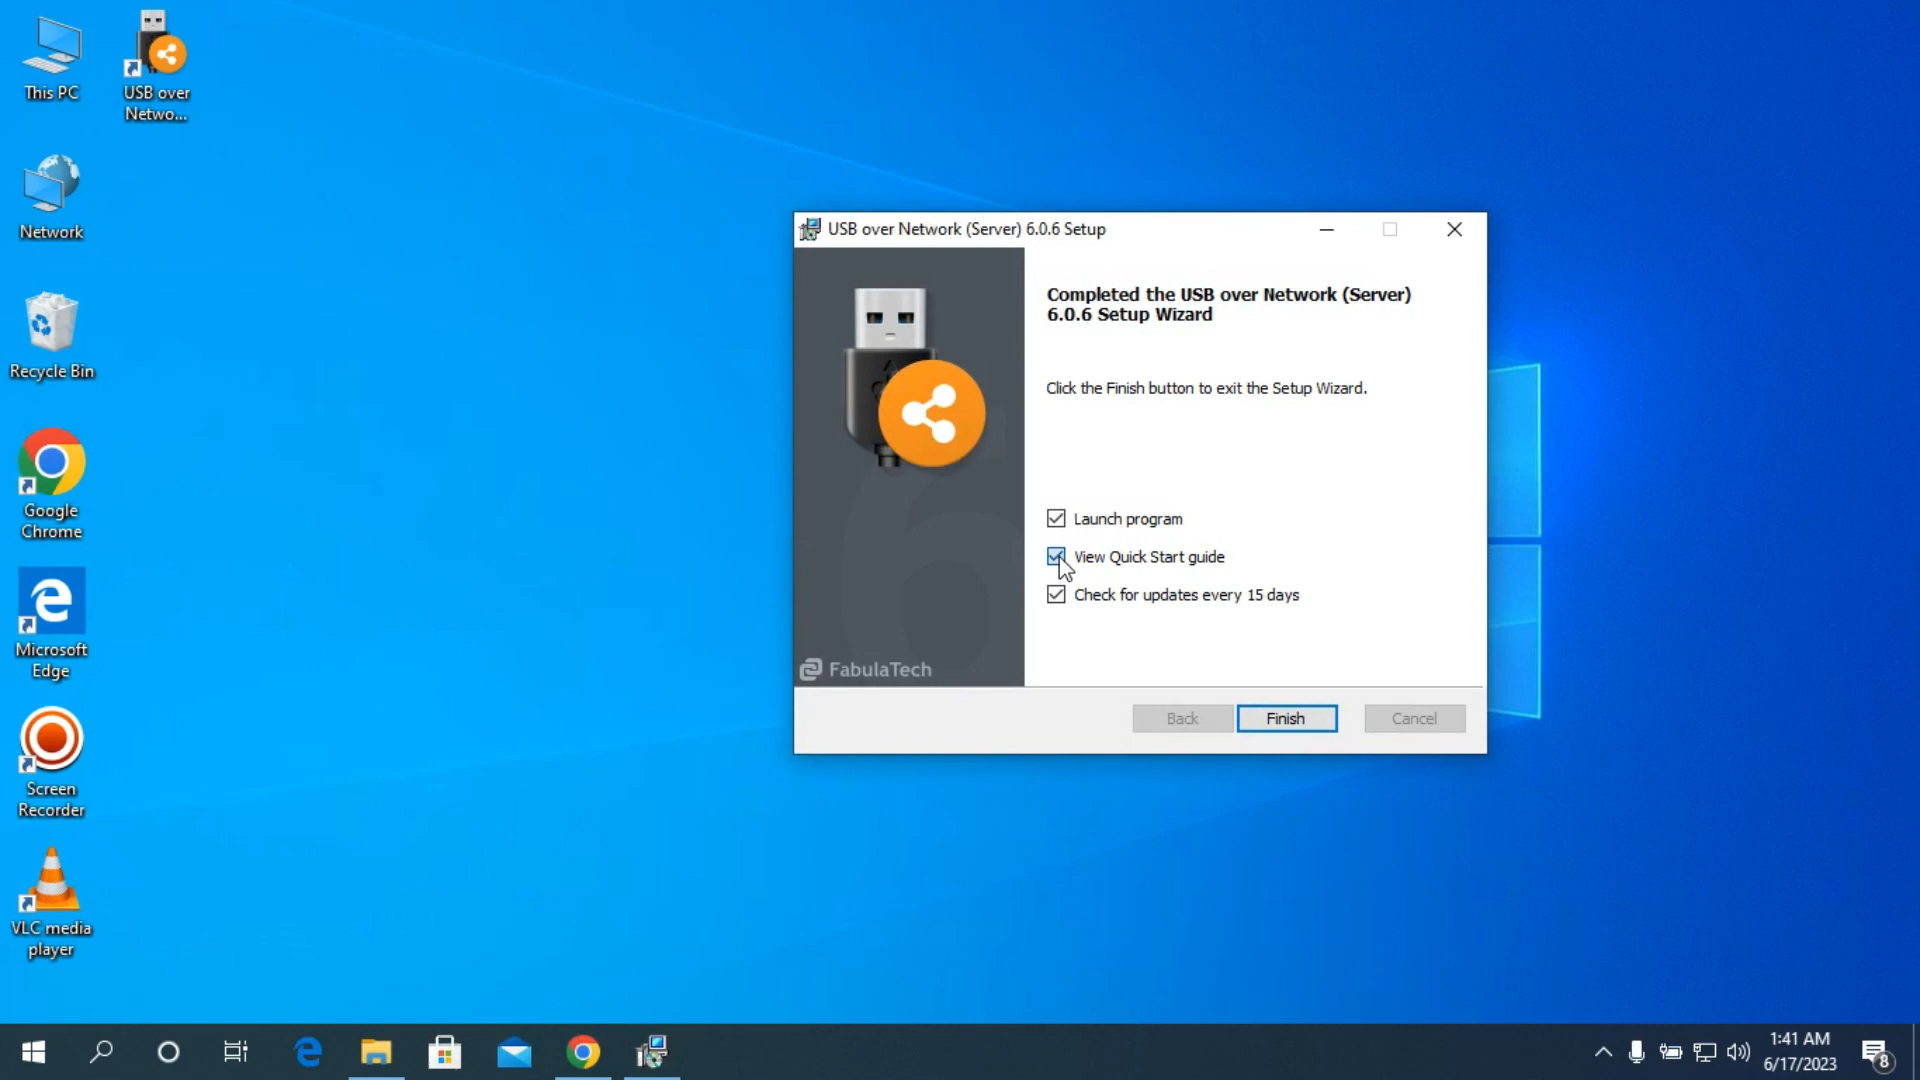 This PC
USB over
Netwo...
Network
Recycle Bin
Google
Chrome
Microsoft
Edge
Screen
Recorder
VLC media
player
USB over Network (Server) 6.0.6 Setup
Completed the USB over Network (Server)
6.0.6 Setup Wizard
Click the Finish button to exit the Setup Wizard.
Launch program
View Quick Start guide
Check for updates every 15 days
FabulaTech
Back
Finish
Cancel
1:41 AM
6/17/2023
8